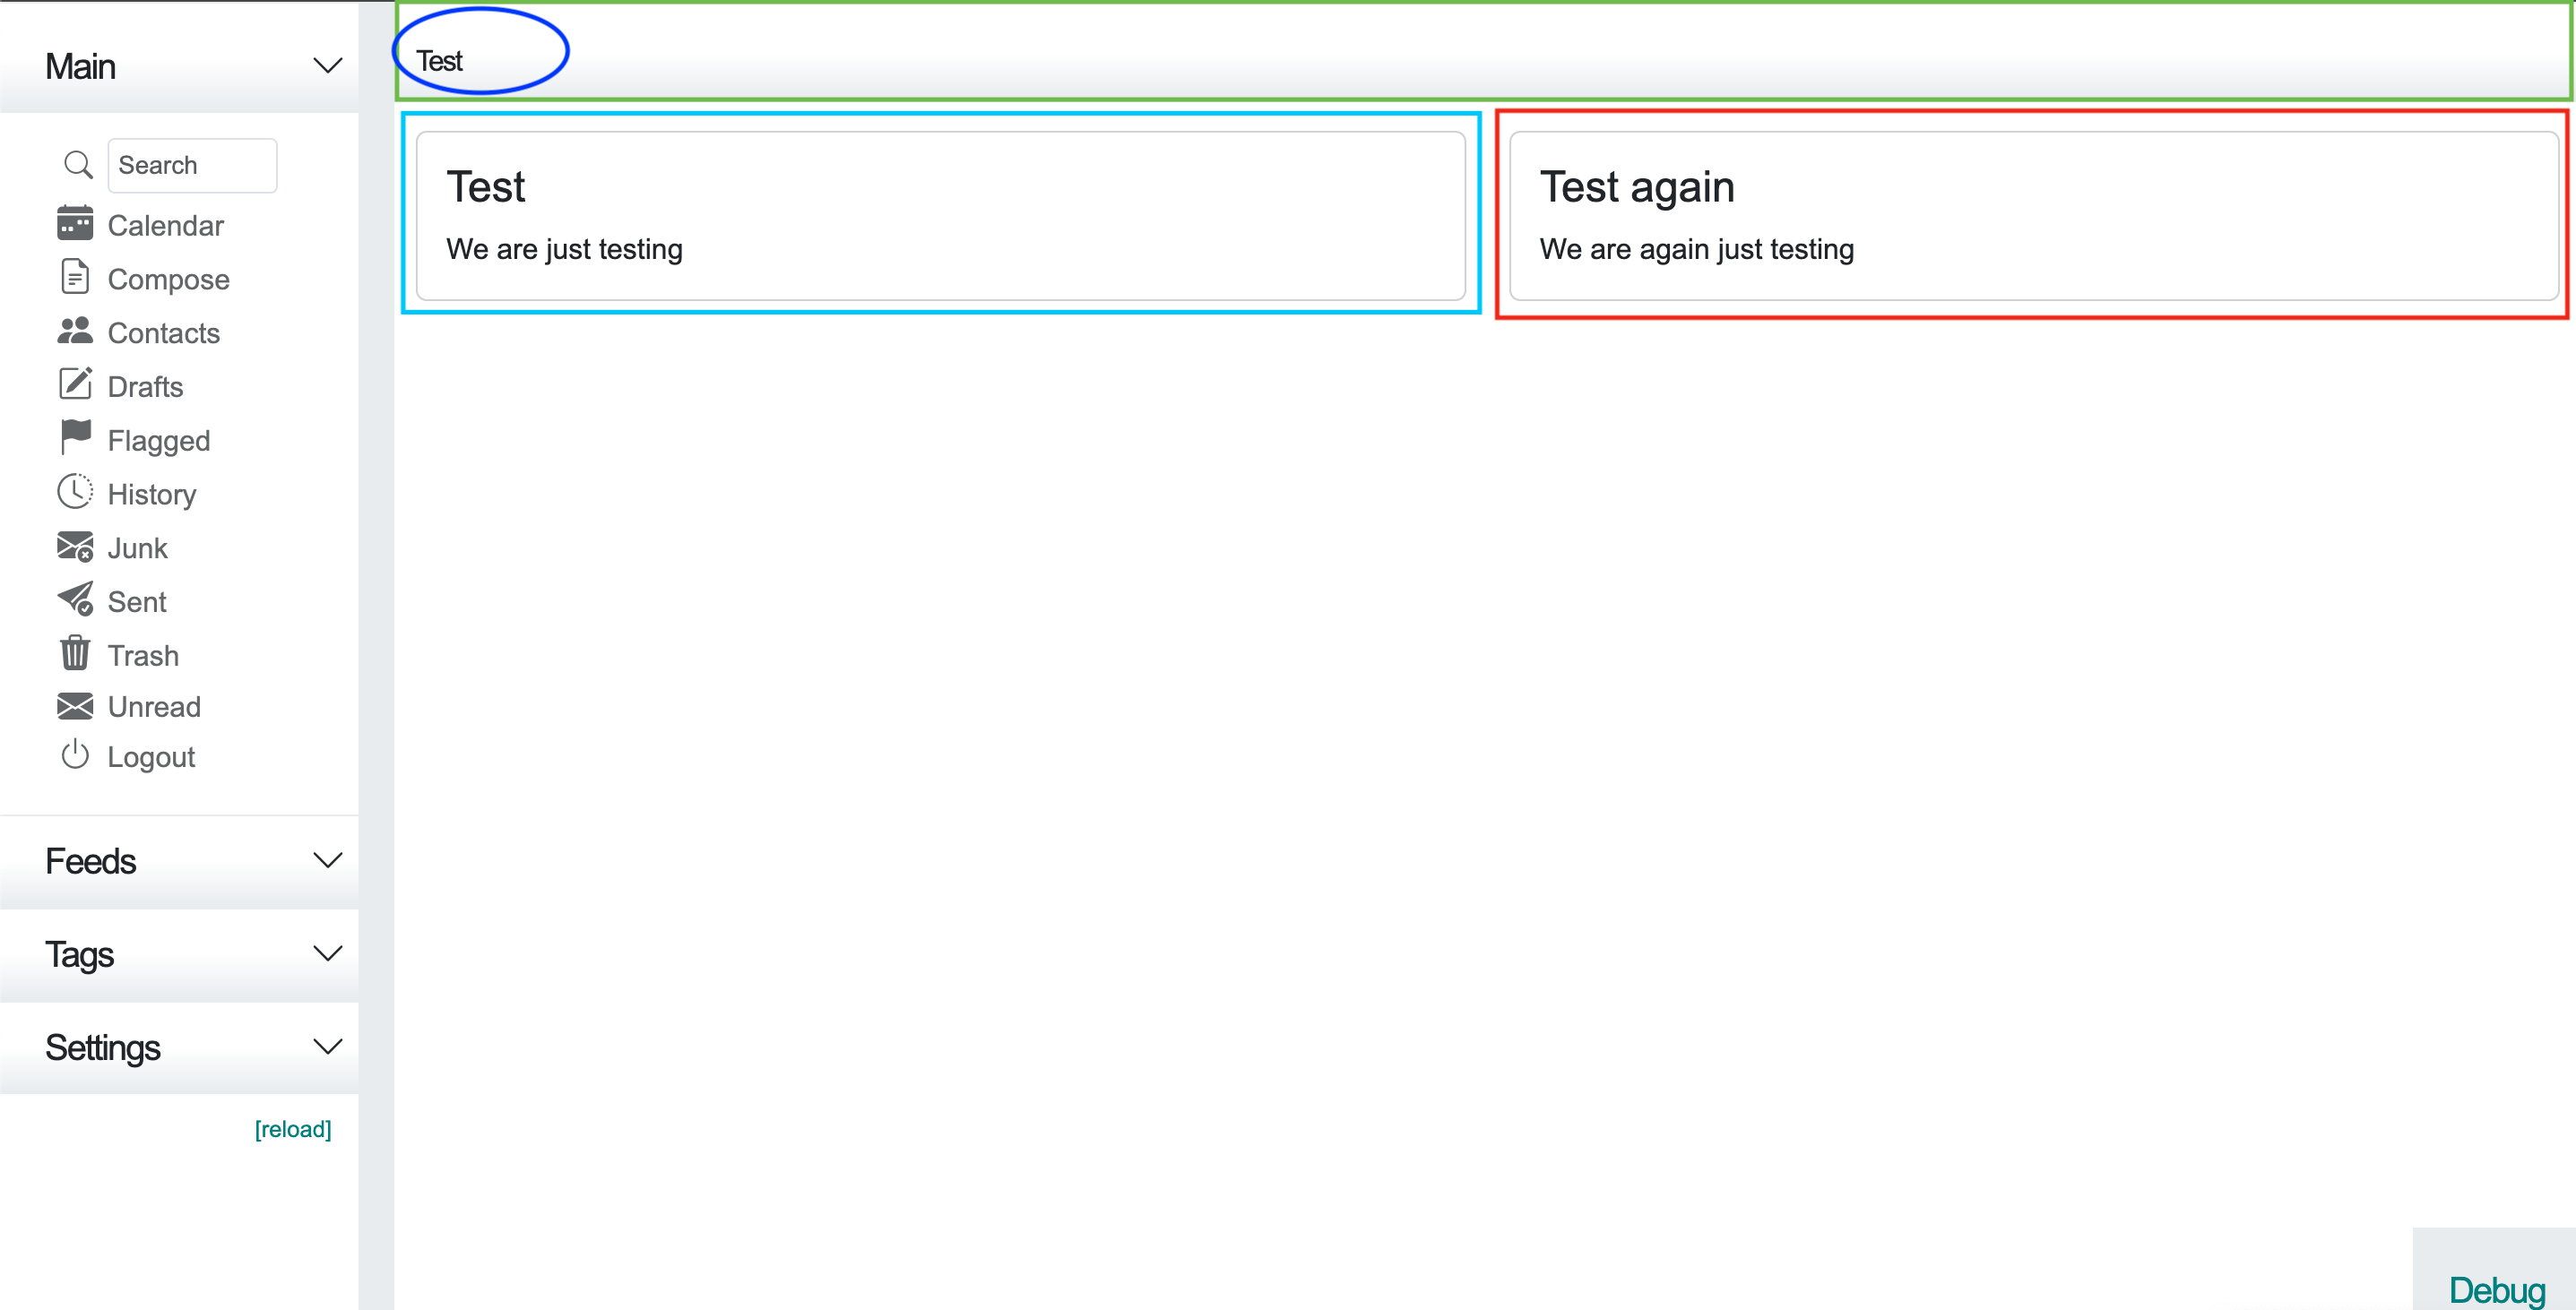 Main
Search
Calendar
Compose
Contacts
Drafts
Flagged
History
Junk
Sent
Trash
Unread
Logout
Feeds
Tags
Settings
[reload]
Test
Test
We are just testing
Test again
We are again just testing
Debug